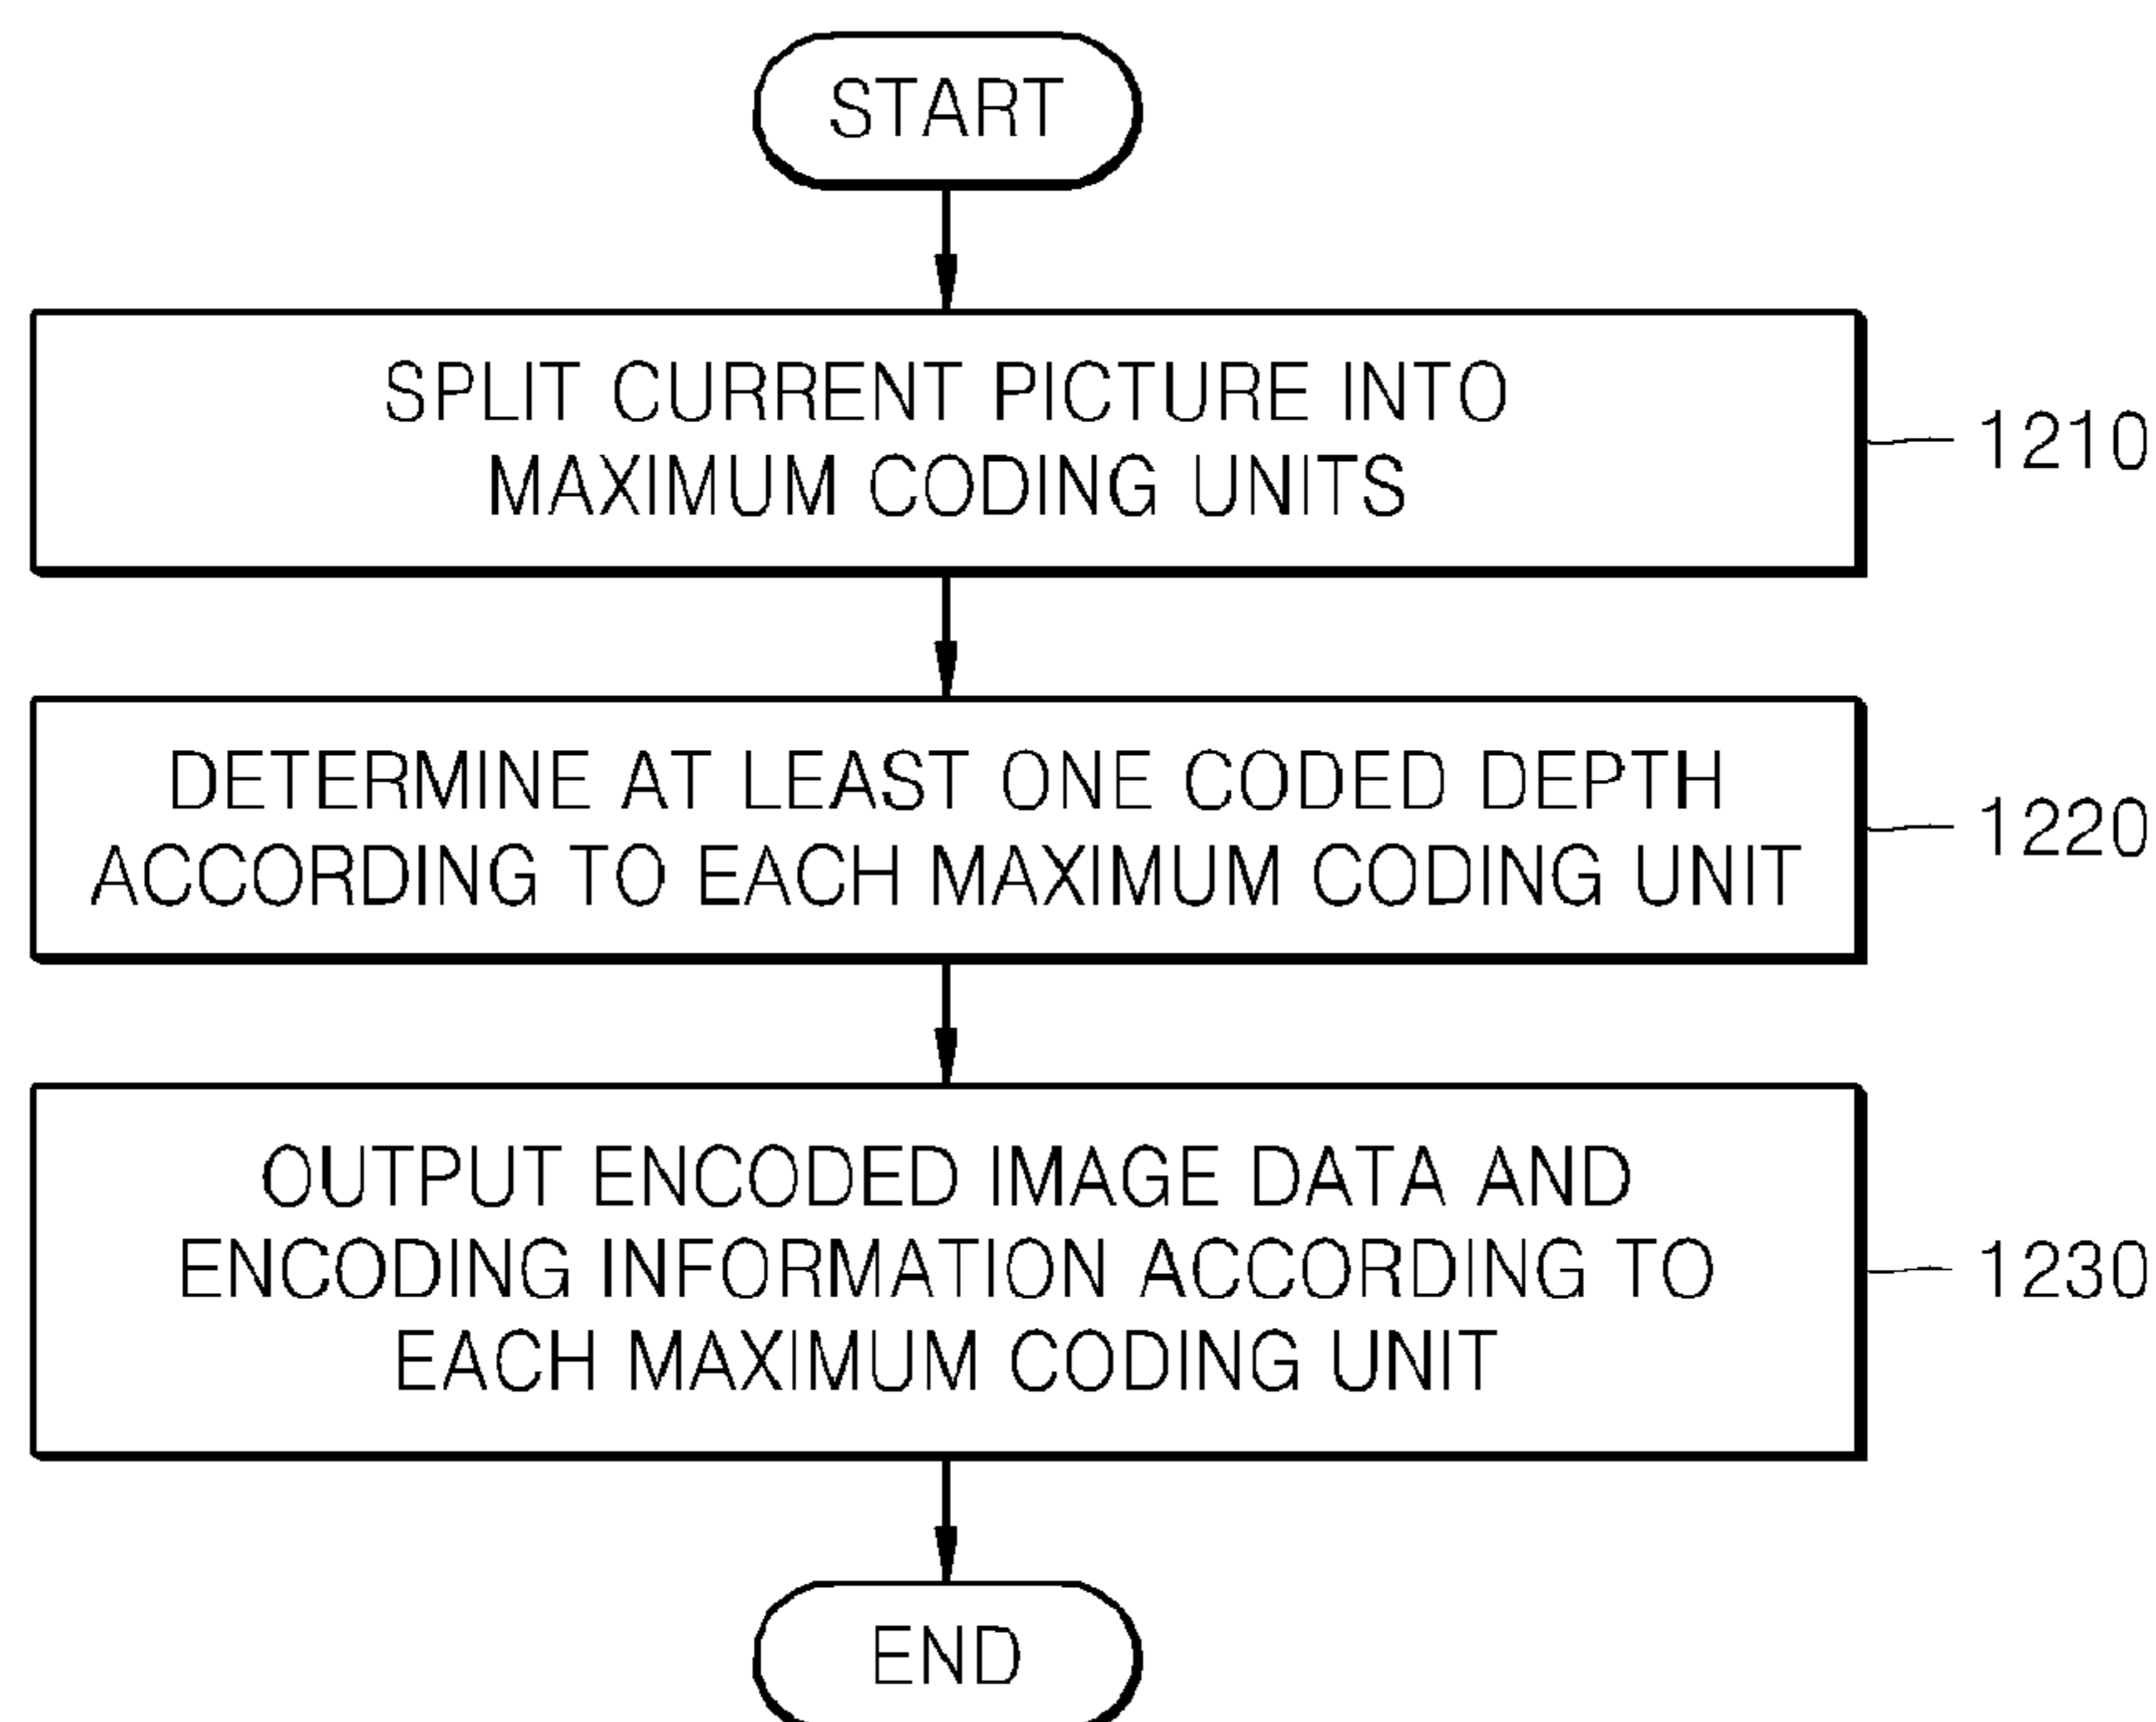 START
SPLIT CURRENT PICTURE INTO
MAXIMUM CODING UNITS
1210
DETERMINE AT LEAST ONE CODED DEPTH
ACCORDING TO EACH MAXIMUM CODING UNIT
1220
OUTPUT ENCODED IMAGE DATA AND
ENCODING INFORMATION ACCORDING TO
EACH MAXIMUM CODING UNIT
1230
END